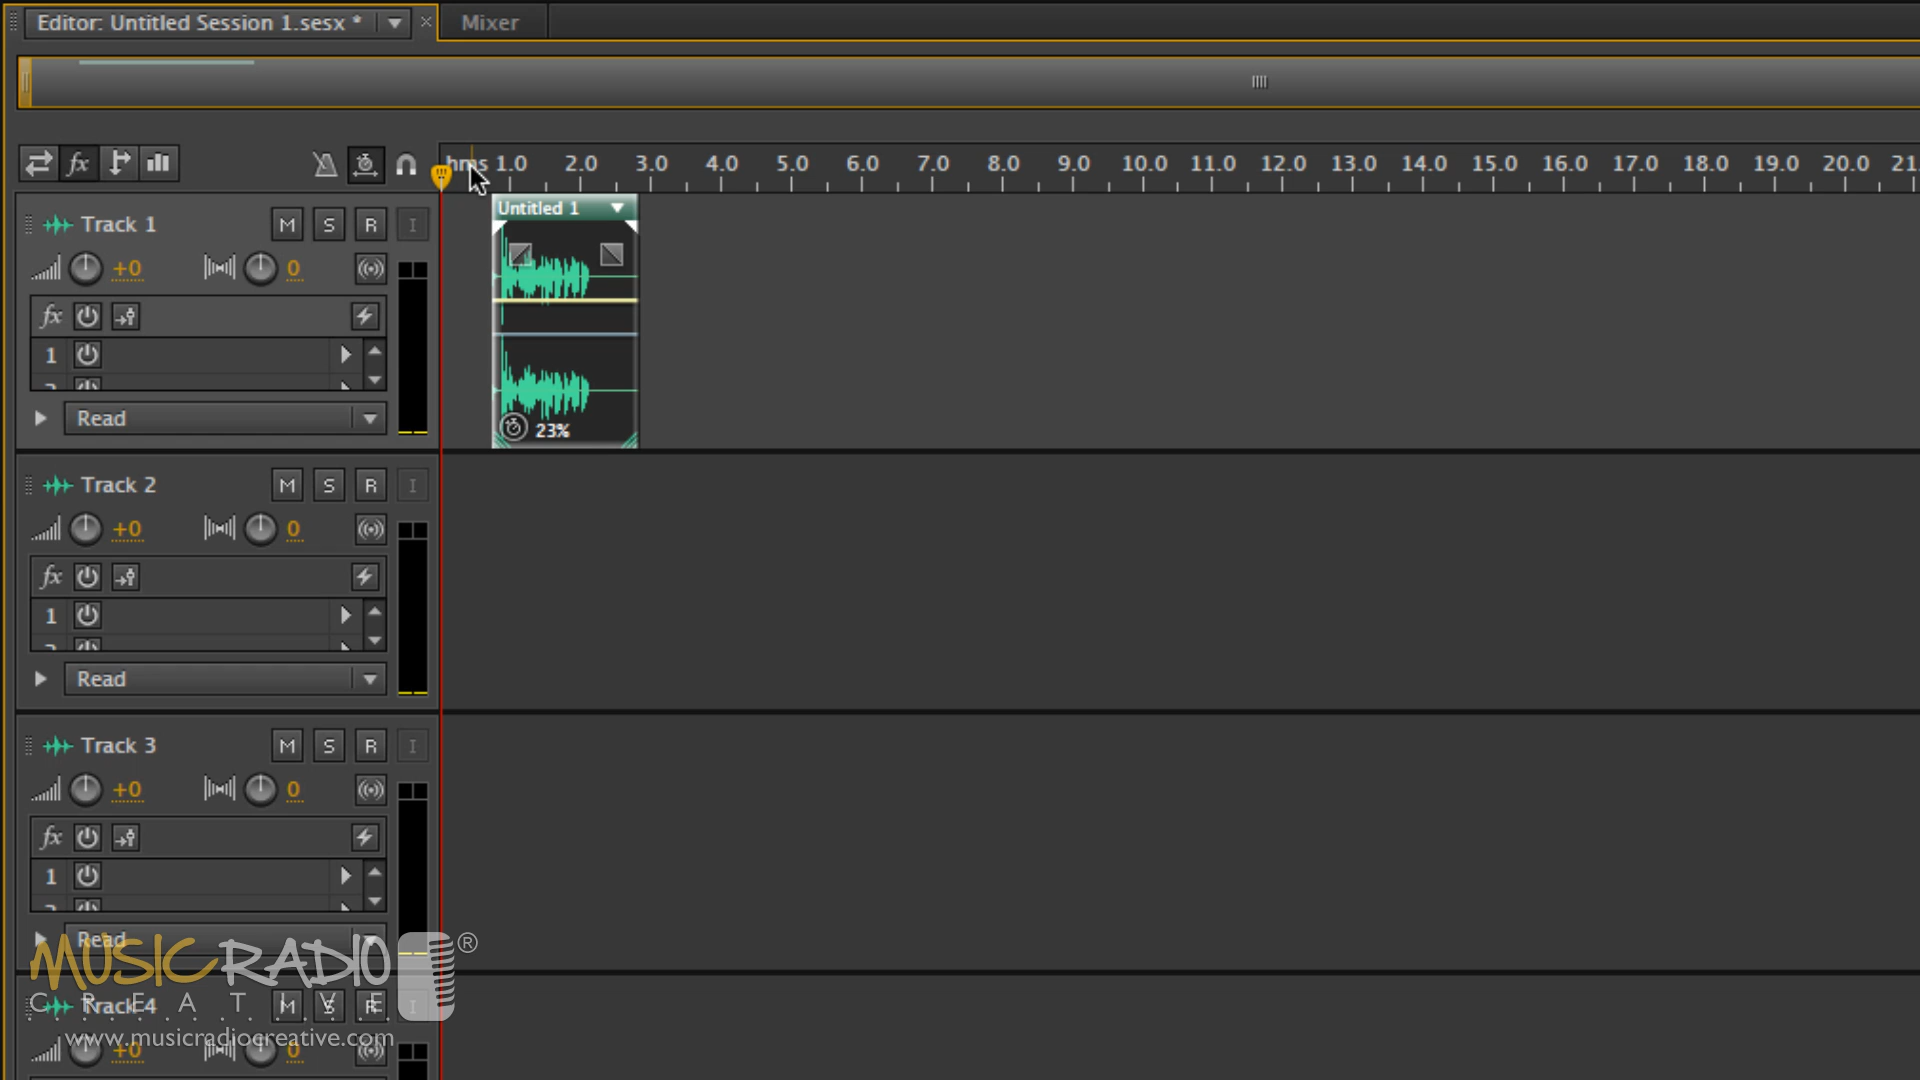 Editor: Untitled Session 1.sesx *
Mixer
fx
hms 1.0 2.0 3.0 4.0 5.0 6.0 7.0 8.0 9.0 10.0 11.0 12.0 13.0 14.0 15.0 16.0 17.0 18.0 19.0 20.0 21.
Track 1 M S R I
Untitled 1
+0 0
fx
1
Read
23%
Track 2 M S R I
+0 0
fx
1
Read
Track 3 M S R I
+0 0
fx
1
Read
MUSIC RADIO ®
CREATIVE
Track 4 M S R I
www.musicradiocreative.com
+0 0